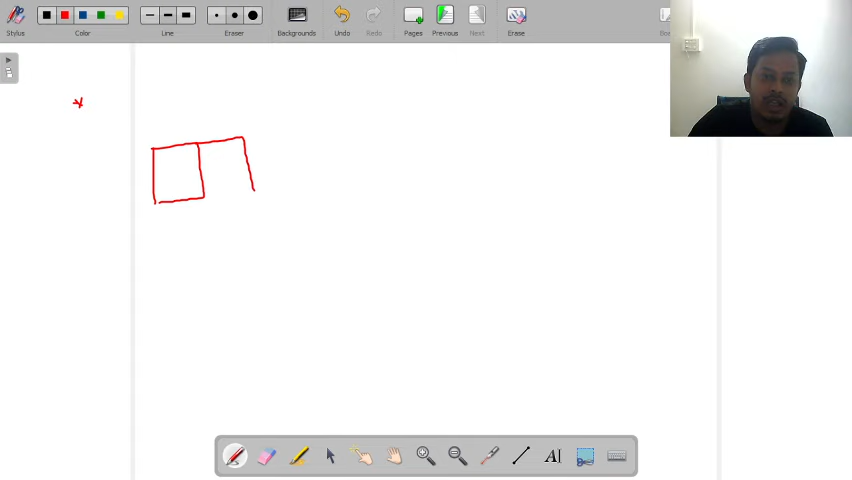 Stylus
Color
Line
Eraser
Backgrounds
Undo
Redo
Pages
Previous
Next
Erase
A